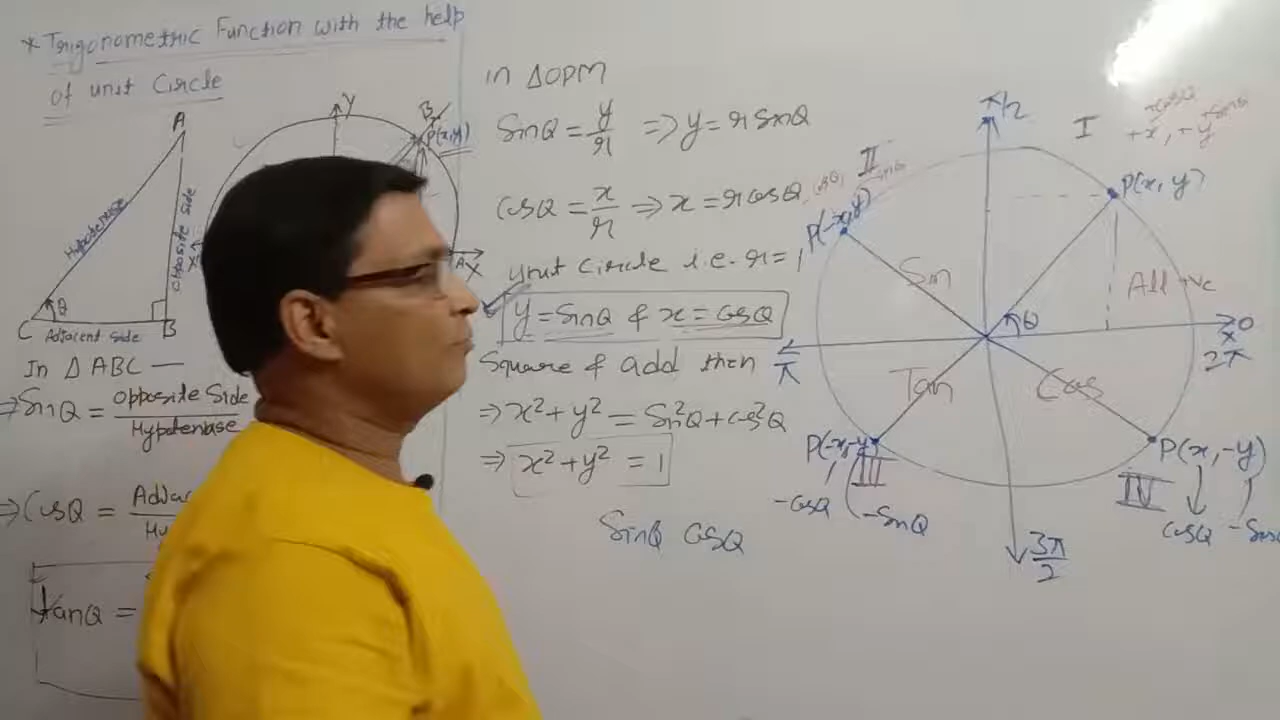 * Trigonometric Function with the help
of unit Circle
A
Hypotenase
Opposite side
θ
C Adjacent side B
In Δ ABC —
⇒ SinQ = Opposite Side / Hypotenase
⇒ CosQ =
tanQ =
Y
B
P(x,y)
X'
A X
in ΔOPM
SinQ = y/r ⇒ y = r SinQ
CosQ = x/r ⇒ x = r CosQ
Unit Circle i.e. r = 1
y = SinQ & x = CosQ
Square & add then
⇒ x² + y² = Sin²Q + Cos²Q
⇒ x² + y² = 1
SinQ CosQ
π/2
I
+x, +y
II
P(x, y)
P(-x,y)
Sin
All +ve
θ
0
x
2π
π
Tan
Cos
P(-x,-y)
III
-CosQ
-SinQ
P(x,-y)
IV
CosQ
3π/2